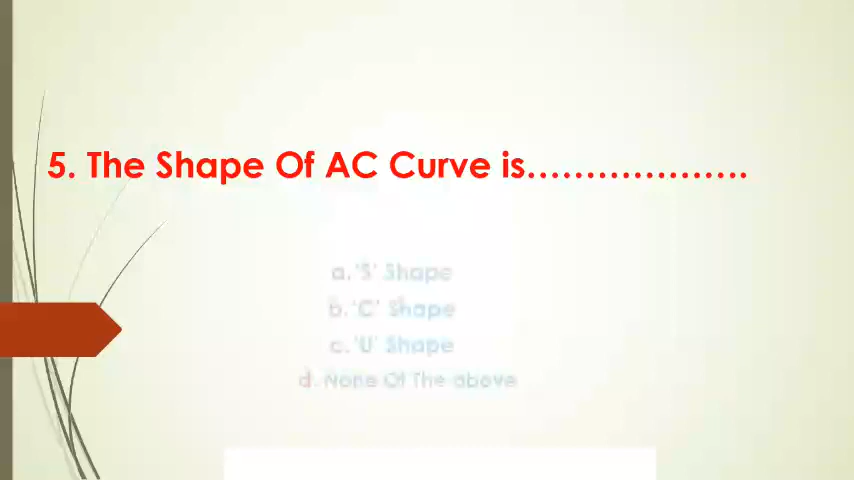 5. The Shape Of AC Curve is...................
a.'S' Shape
b.'C' Shape
c.'U' Shape
d. None Of The above